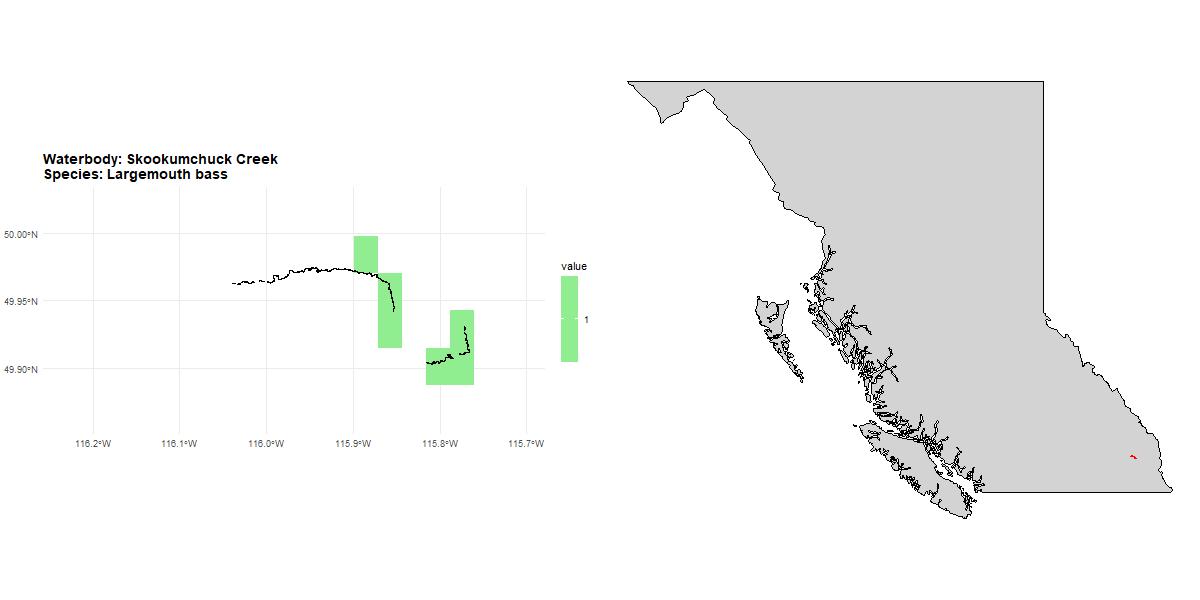 Waterbody: Skookumchuck Creek
Species: Largemouth bass
50.00°N
49.95°N
49.90°N
116.2°W 116.1°W 116.0°W 115.9°W 115.8°W 115.7°W
value
1